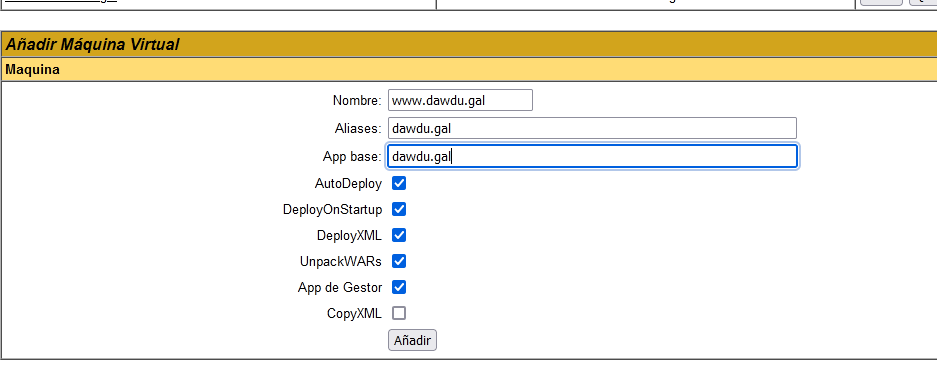 Añadir Máquina Virtual
Maquina
Nombre: www.dawdu.gal
Aliases: dawdu.gal
App base: dawdu.gal
AutoDeploy
DeployOnStartup
DeployXML
UnpackWARs
App de Gestor
CopyXML
Añadir